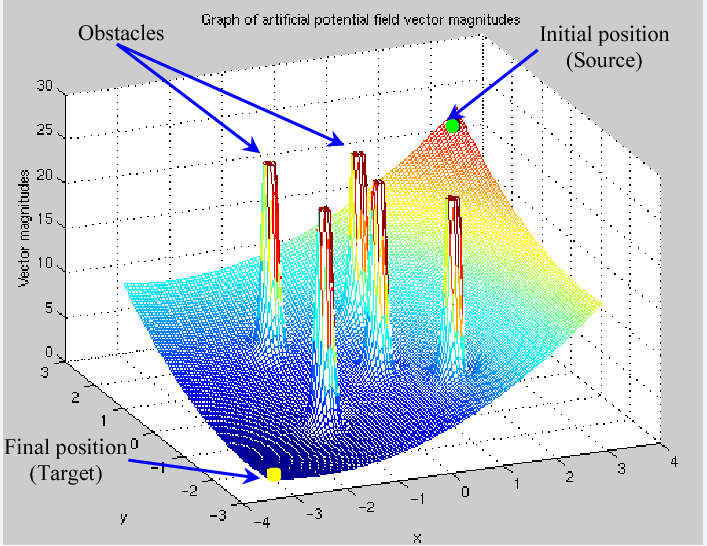 Graph of artificial potential field vector magnitudes
Obstacles
Initial position
(Source)
30
25
20
15
10
5
0
Vector magnitudes
3
2
1
0
-1
-2
-3
y
Final position
(Target)
-4
-3
-2
-1
0
1
2
3
4
x